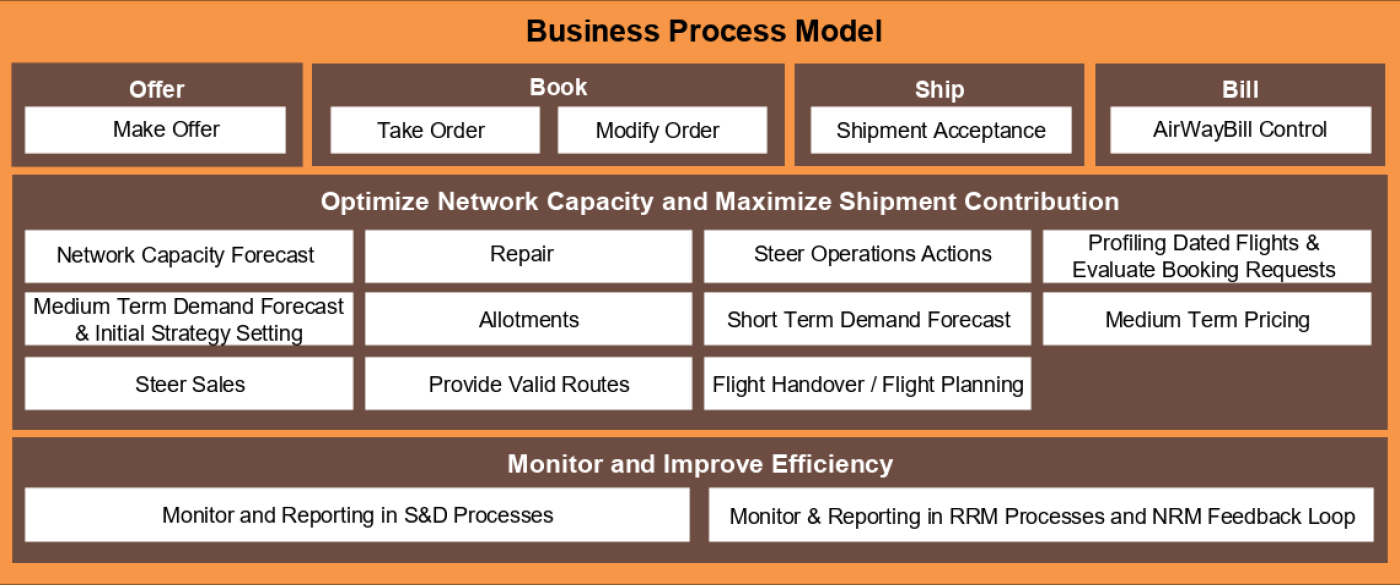 Business Process Model
Offer
Make Offer
Book
Take Order
Modify Order
Ship
Shipment Acceptance
Bill
AirWayBill Control
Optimize Network Capacity and Maximize Shipment Contribution
Network Capacity Forecast
Repair
Steer Operations Actions
Profiling Dated Flights &
Evaluate Booking Requests
Medium Term Demand Forecast
& Initial Strategy Setting
Allotments
Short Term Demand Forecast
Medium Term Pricing
Steer Sales
Provide Valid Routes
Flight Handover / Flight Planning
Monitor and Improve Efficiency
Monitor and Reporting in S&D Processes
Monitor & Reporting in RRM Processes and NRM Feedback Loop